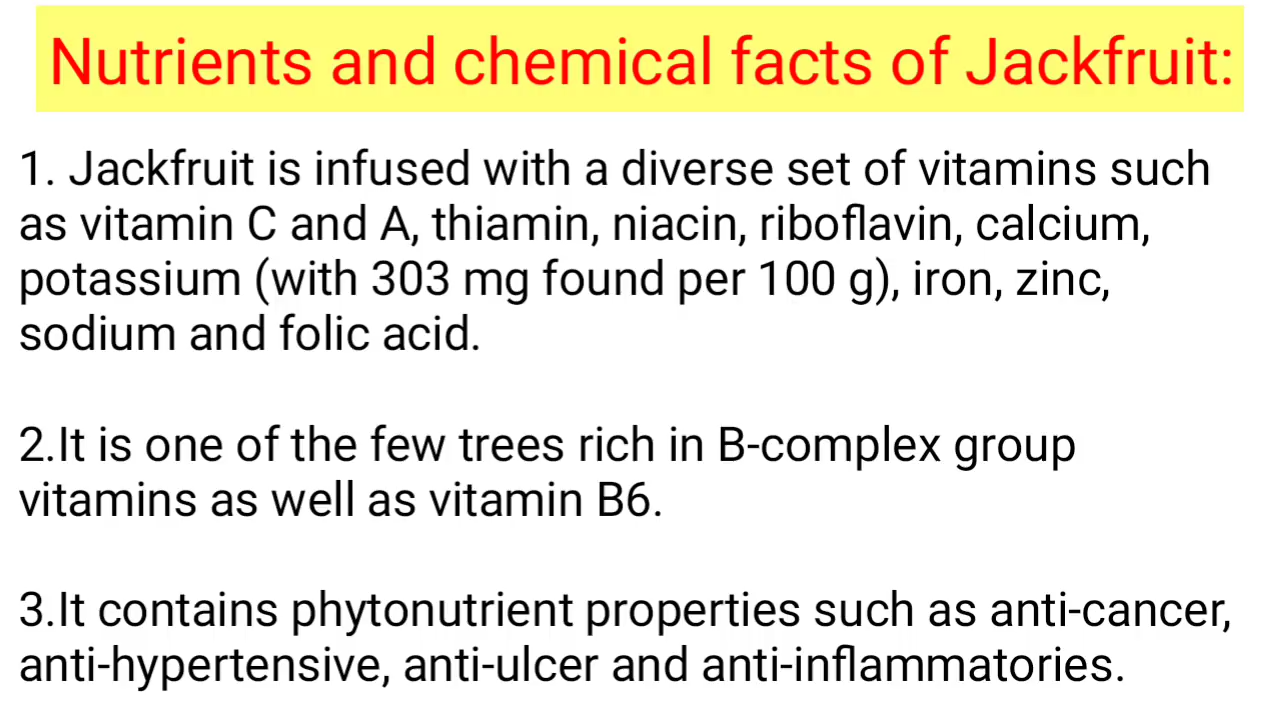 Nutrients and chemical facts of Jackfruit:
1. Jackfruit is infused with a diverse set of vitamins such
as vitamin C and A, thiamin, niacin, riboflavin, calcium,
potassium (with 303 mg found per 100 g), iron, zinc,
sodium and folic acid.
2.It is one of the few trees rich in B-complex group
vitamins as well as vitamin B6.
3.It contains phytonutrient properties such as anti-cancer,
anti-hypertensive, anti-ulcer and anti-inflammatories.